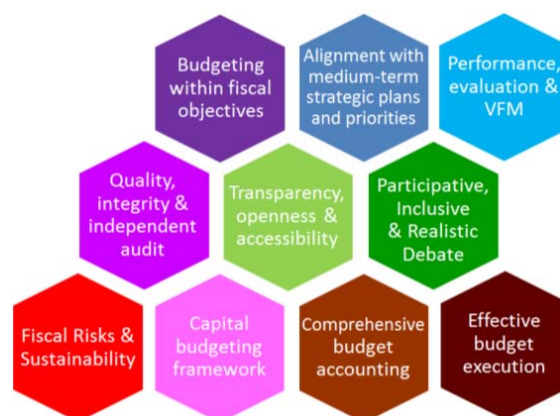 Budgeting
within fiscal
objectives
Alignment with
medium-term
strategic plans
and priorities
Performance,
evaluation &
VFM
Quality,
integrity &
independent
audit
Transparency,
openness &
accessibility
Participative,
Inclusive
& Realistic
Debate
Fiscal Risks &
Sustainability
Capital
budgeting
framework
Comprehensive
budget
accounting
Effective
budget
execution